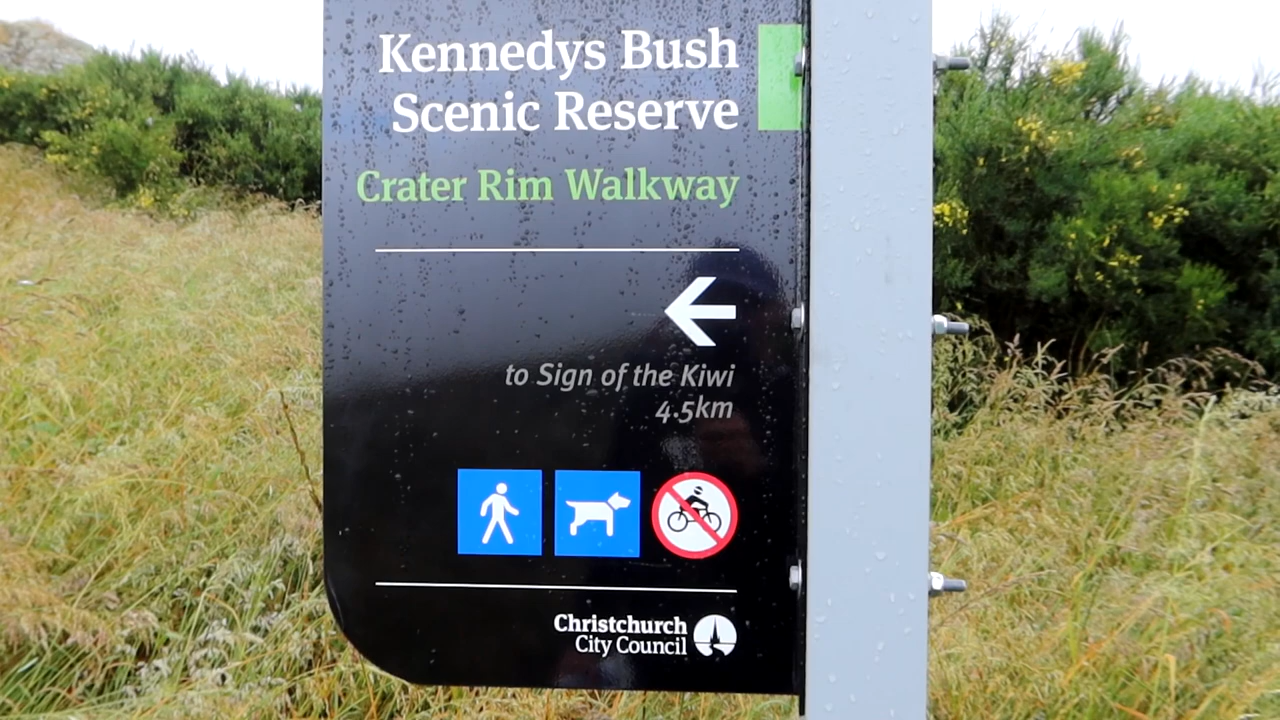 Kennedys Bush
Scenic Reserve
Crater Rim Walkway
to Sign of the Kiwi
4.5km
Christchurch
City Council